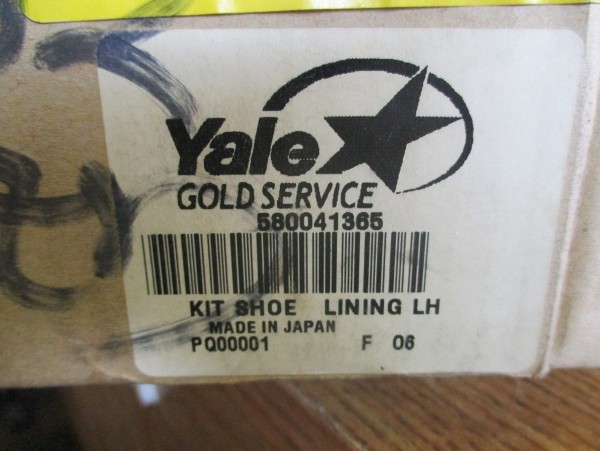 Yale
GOLD SERVICE
580041365
KIT SHOE LINING LH
MADE IN JAPAN
PQ00001 F 06